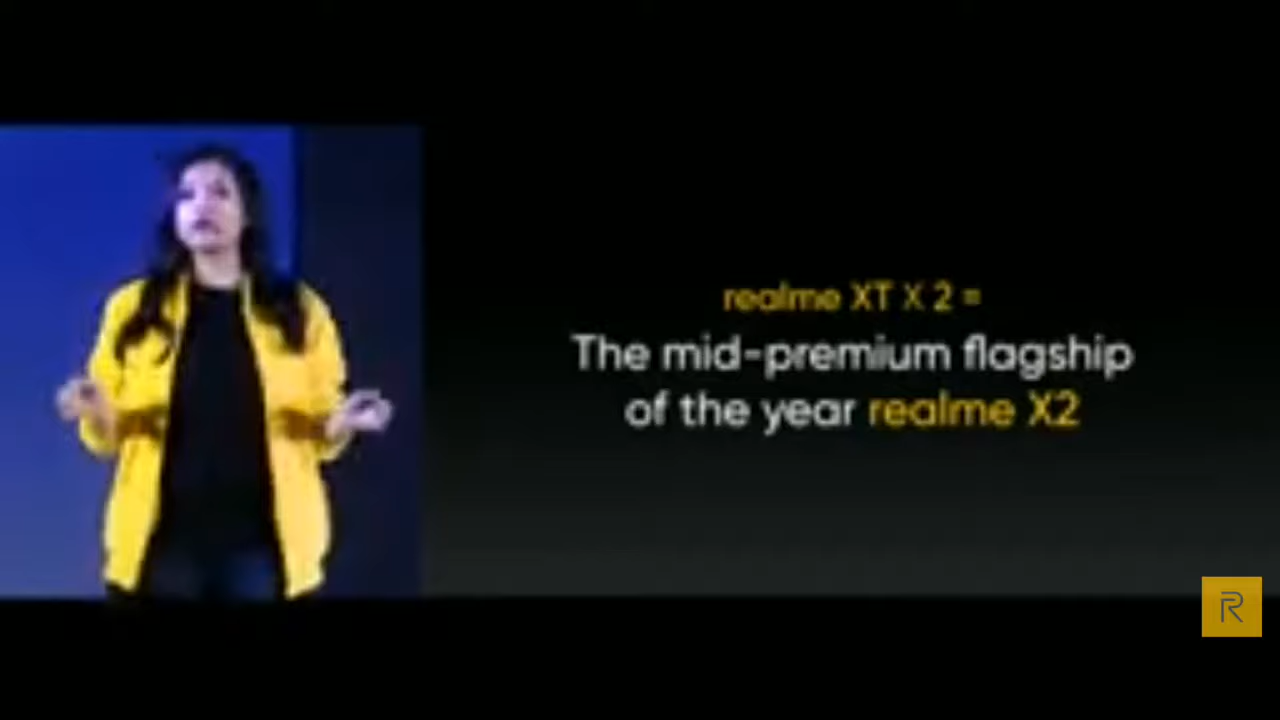 realme XT X 2 =
The mid-premium flagship
of the year realme X2
R